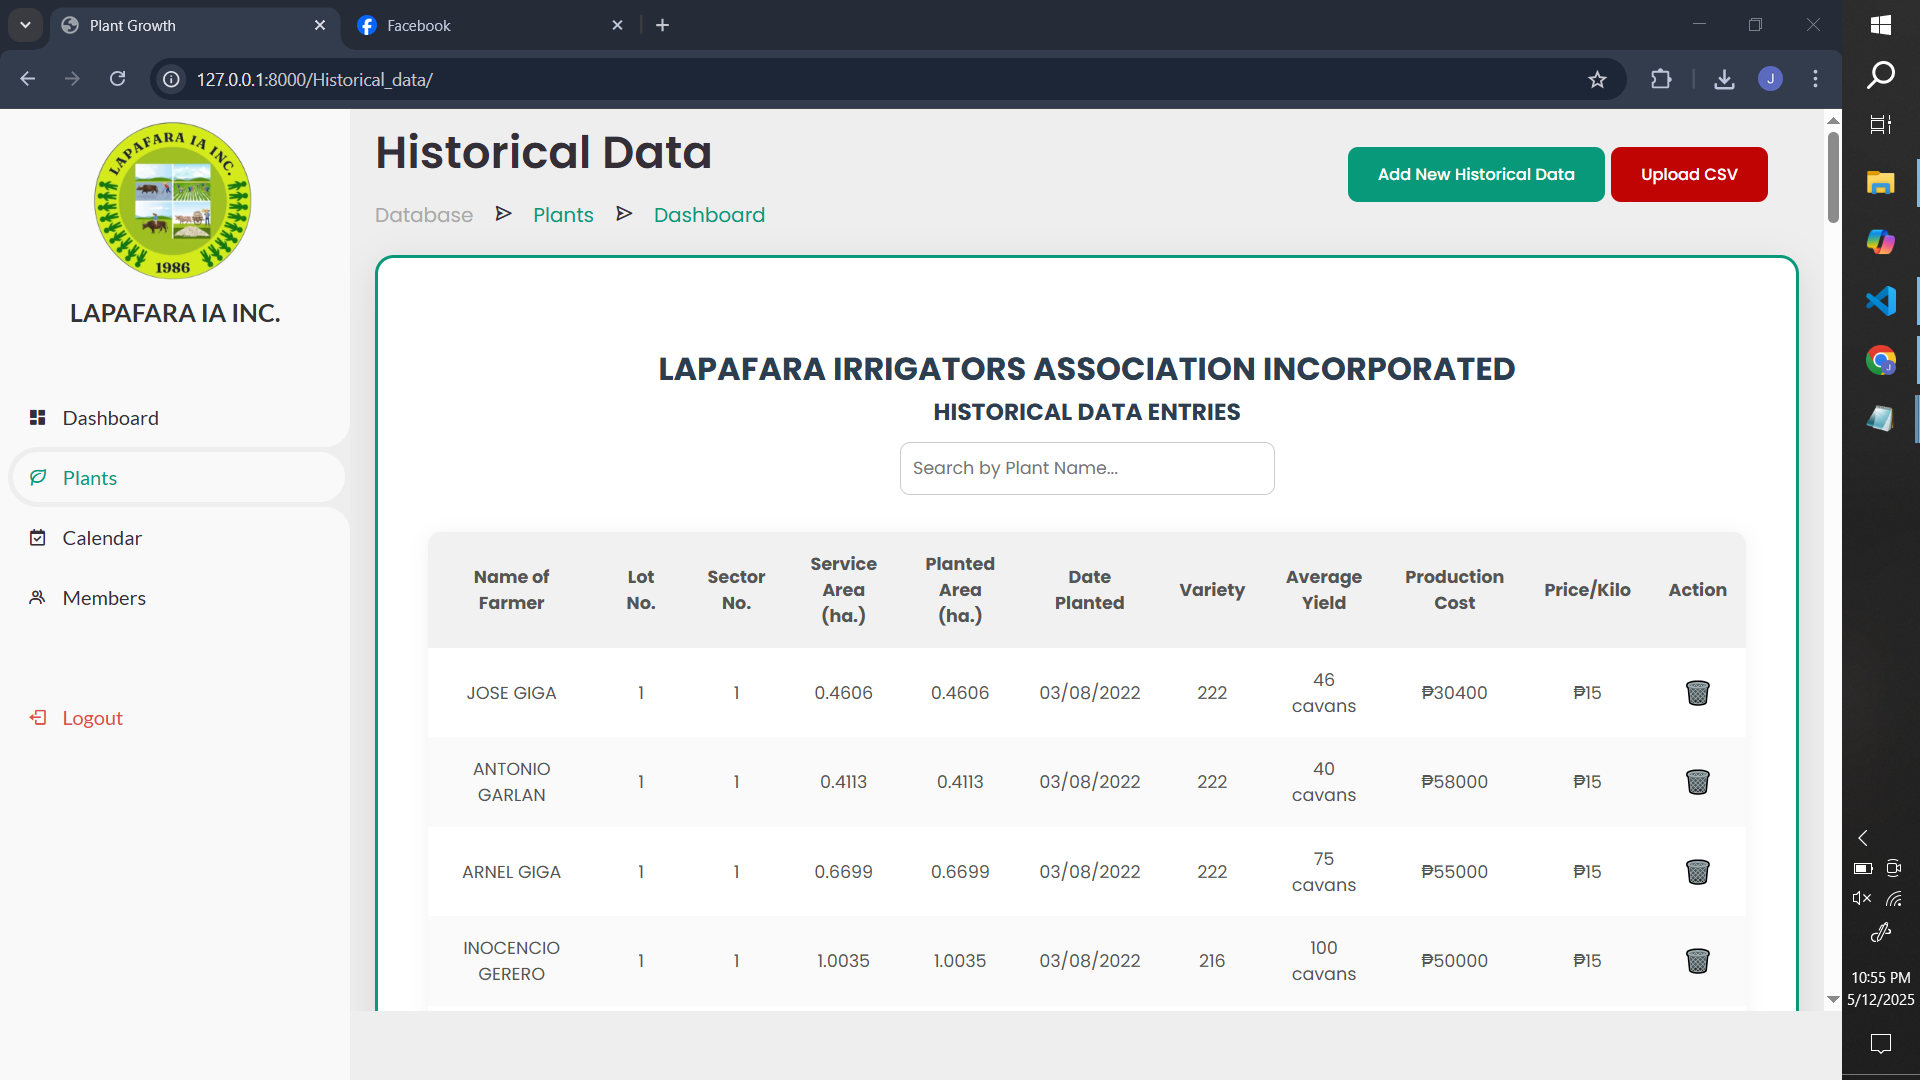 Plant Growth
Facebook
127.0.0.1:8000/Historical_data/
J
LAPAFARA IA INC.
1986
LAPAFARA IA INC.
Dashboard
Plants
Calendar
Members
Logout
Historical Data
Database Plants Dashboard
Add New Historical Data
Upload CSV
LAPAFARA IRRIGATORS ASSOCIATION INCORPORATED
HISTORICAL DATA ENTRIES
Search by Plant Name...
Name of Farmer Lot No. Sector No. Service Area (ha.) Planted Area (ha.) Date Planted Variety Average Yield Production Cost Price/Kilo Action
JOSE GIGA 1 1 0.4606 0.4606 03/08/2022 222 46 cavans ₱30400 ₱15
ANTONIO GARLAN 1 1 0.4113 0.4113 03/08/2022 222 40 cavans ₱58000 ₱15
ARNEL GIGA 1 1 0.6699 0.6699 03/08/2022 222 75 cavans ₱55000 ₱15
INOCENCIO GERERO 1 1 1.0035 1.0035 03/08/2022 216 100 cavans ₱50000 ₱15
10:55 PM
5/12/2025